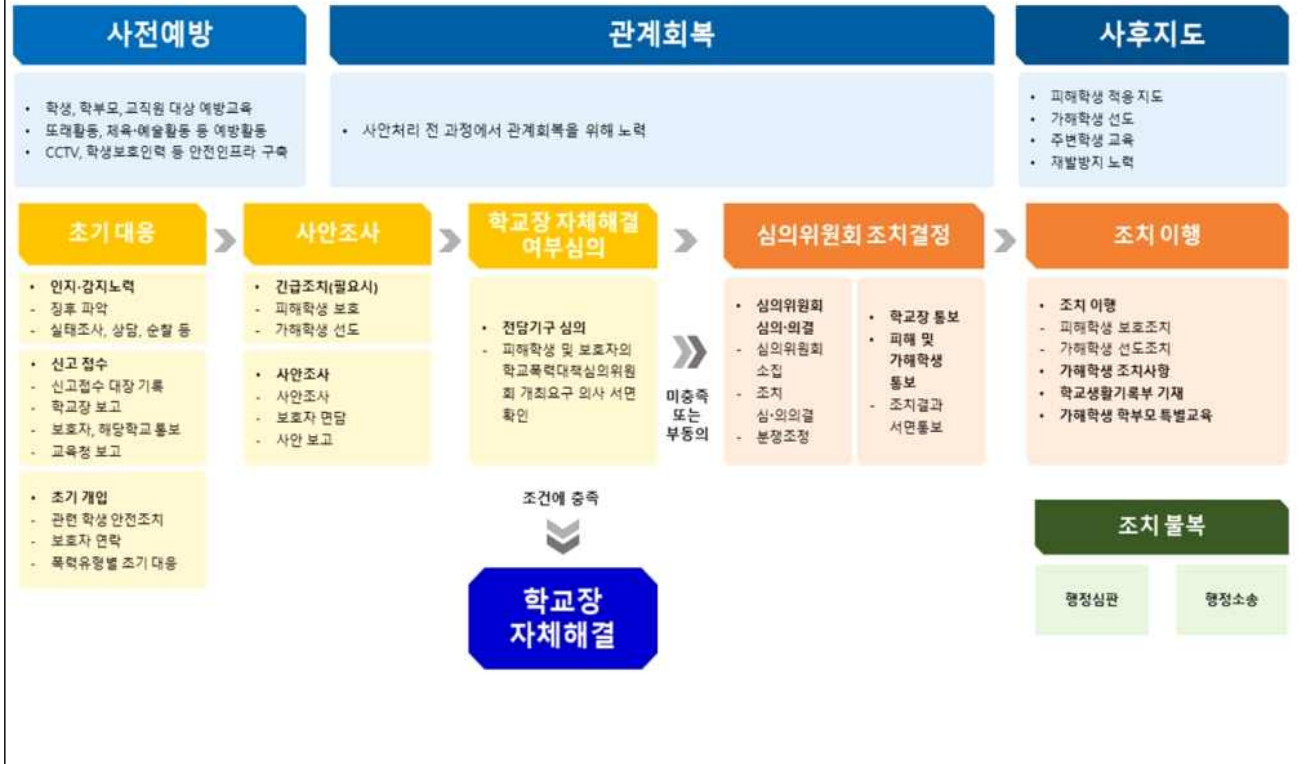 사전예방
관계회복
사후지도
• 학생, 학부모, 교직원 대상 예방교육
• 또래활동, 체육·예술활동 등 예방활동
• CCTV, 학생보호인력 등 안전인프라 구축
• 사안처리 전 과정에서 관계회복을 위해 노력
• 피해학생 적응 지도
• 가해학생 선도
• 주변학생 교육
• 재발방지 노력
초기 대응
• 인지·감지노력
- 징후 파악
- 실태조사, 상담, 순찰 등
• 신고 접수
- 신고접수 대장 기록
- 학교장 보고
- 보호자, 해당학교 통보
- 교육청 보고
• 초기 개입
- 관련 학생 안전조치
- 보호자 연락
- 폭력유형별 초기 대응
사안조사
• 긴급조치(필요시)
- 피해학생 보호
- 가해학생 선도
• 사안조사
- 사안조사
- 보호자 면담
- 사안 보고
학교장 자체해결
여부심의
• 전담기구 심의
- 피해학생 및 보호자의
학교폭력대책심의위원
회 개최요구 의사 서면
확인
조건에 충족
학교장
자체해결
미충족
또는
부동의
심의위원회 조치결정
• 심의위원회
심의·의결
- 심의위원회
소집
- 조치
심·의의결
- 분쟁조정
• 학교장 통보
• 피해 및
가해학생
통보
- 조치결과
서면통보
조치 이행
• 조치 이행
- 피해학생 보호조치
- 가해학생 선도조치
• 가해학생 조치사항
• 학교생활기록부 기재
• 가해학생 학부모 특별교육
조치 불복
행정심판
행정소송